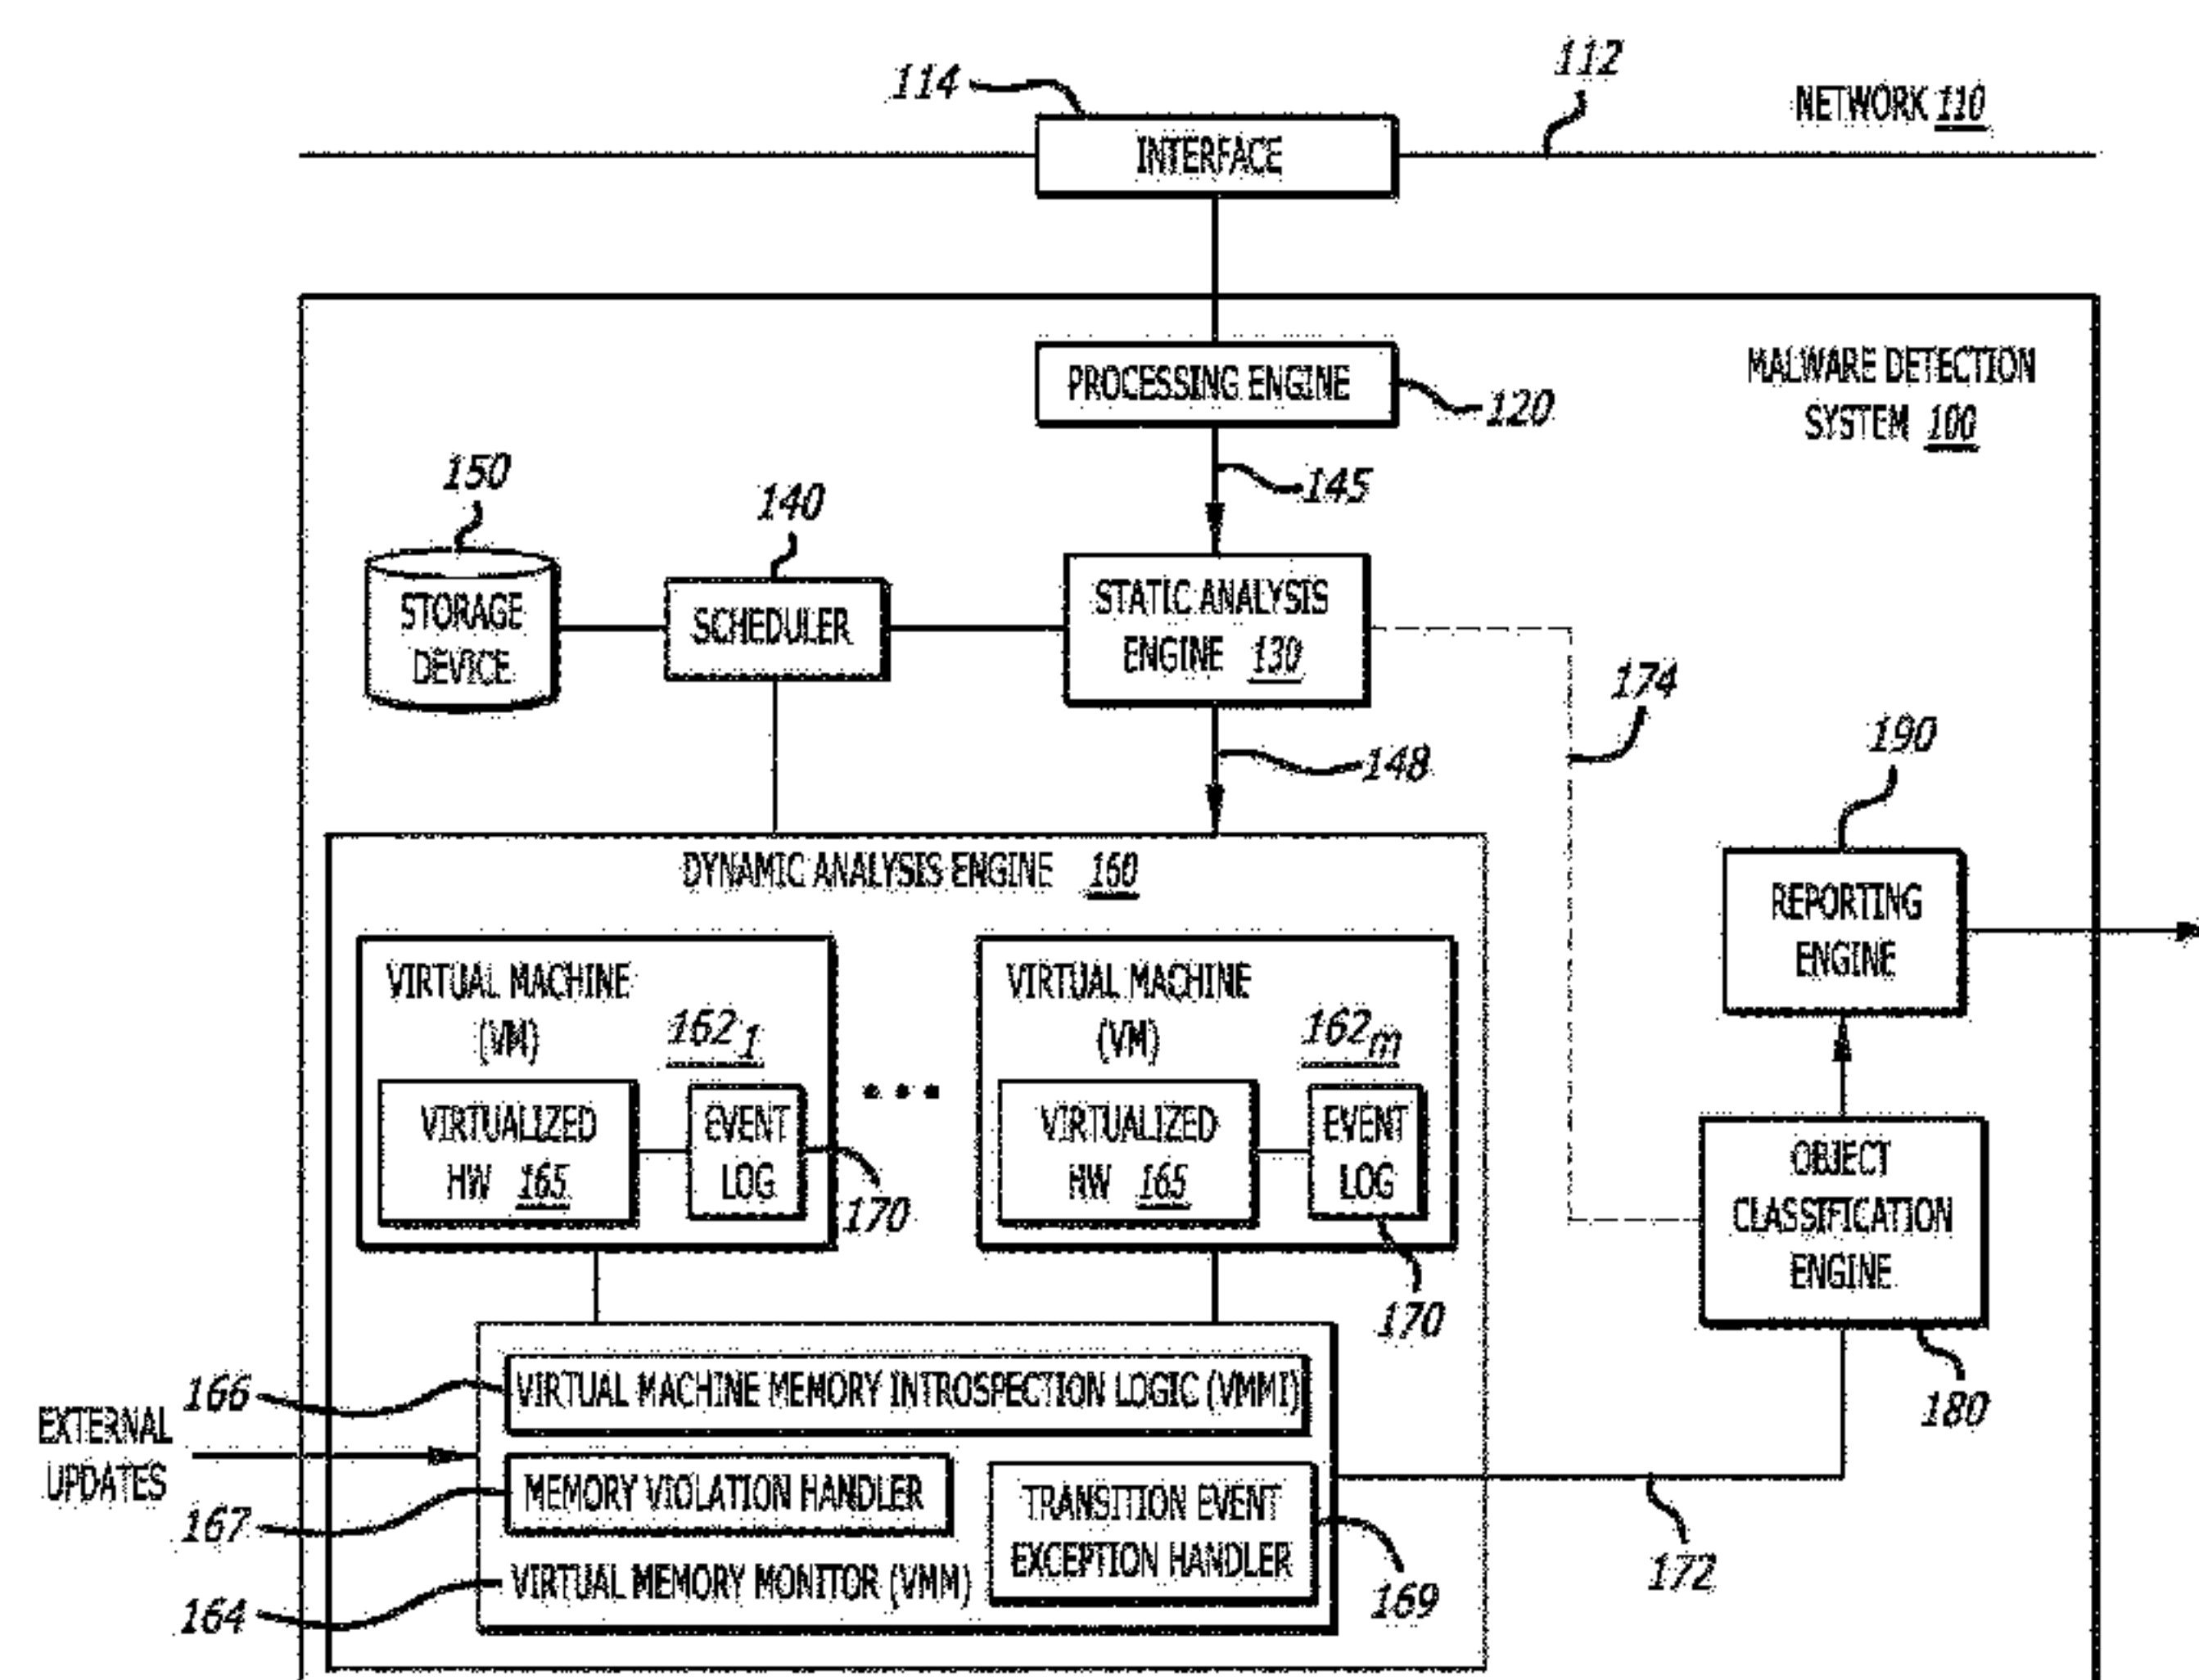 114
112
NETWORK 110
INTERFACE
PROCESSING ENGINE
120
MALWARE DETECTION
SYSTEM 100
145
150
140
STORAGE
DEVICE
SCHEDULER
STATIC ANALYSIS
ENGINE 130
174
148
190
REPORTING
ENGINE
DYNAMIC ANALYSIS ENGINE 160
VIRTUAL MACHINE
(VM)
162₁
VIRTUALIZED
HW 165
EVENT
LOG
170
• • •
VIRTUAL MACHINE
(VM)
162ₘ
VIRTUALIZED
HW 165
EVENT
LOG
170
OBJECT
CLASSIFICATION
ENGINE
180
166
VIRTUAL MACHINE MEMORY INTROSPECTION LOGIC (VMMI)
EXTERNAL
UPDATES
167
MEMORY VIOLATION HANDLER
TRANSITION EVENT
EXCEPTION HANDLER
169
172
164
VIRTUAL MEMORY MONITOR (VMM)